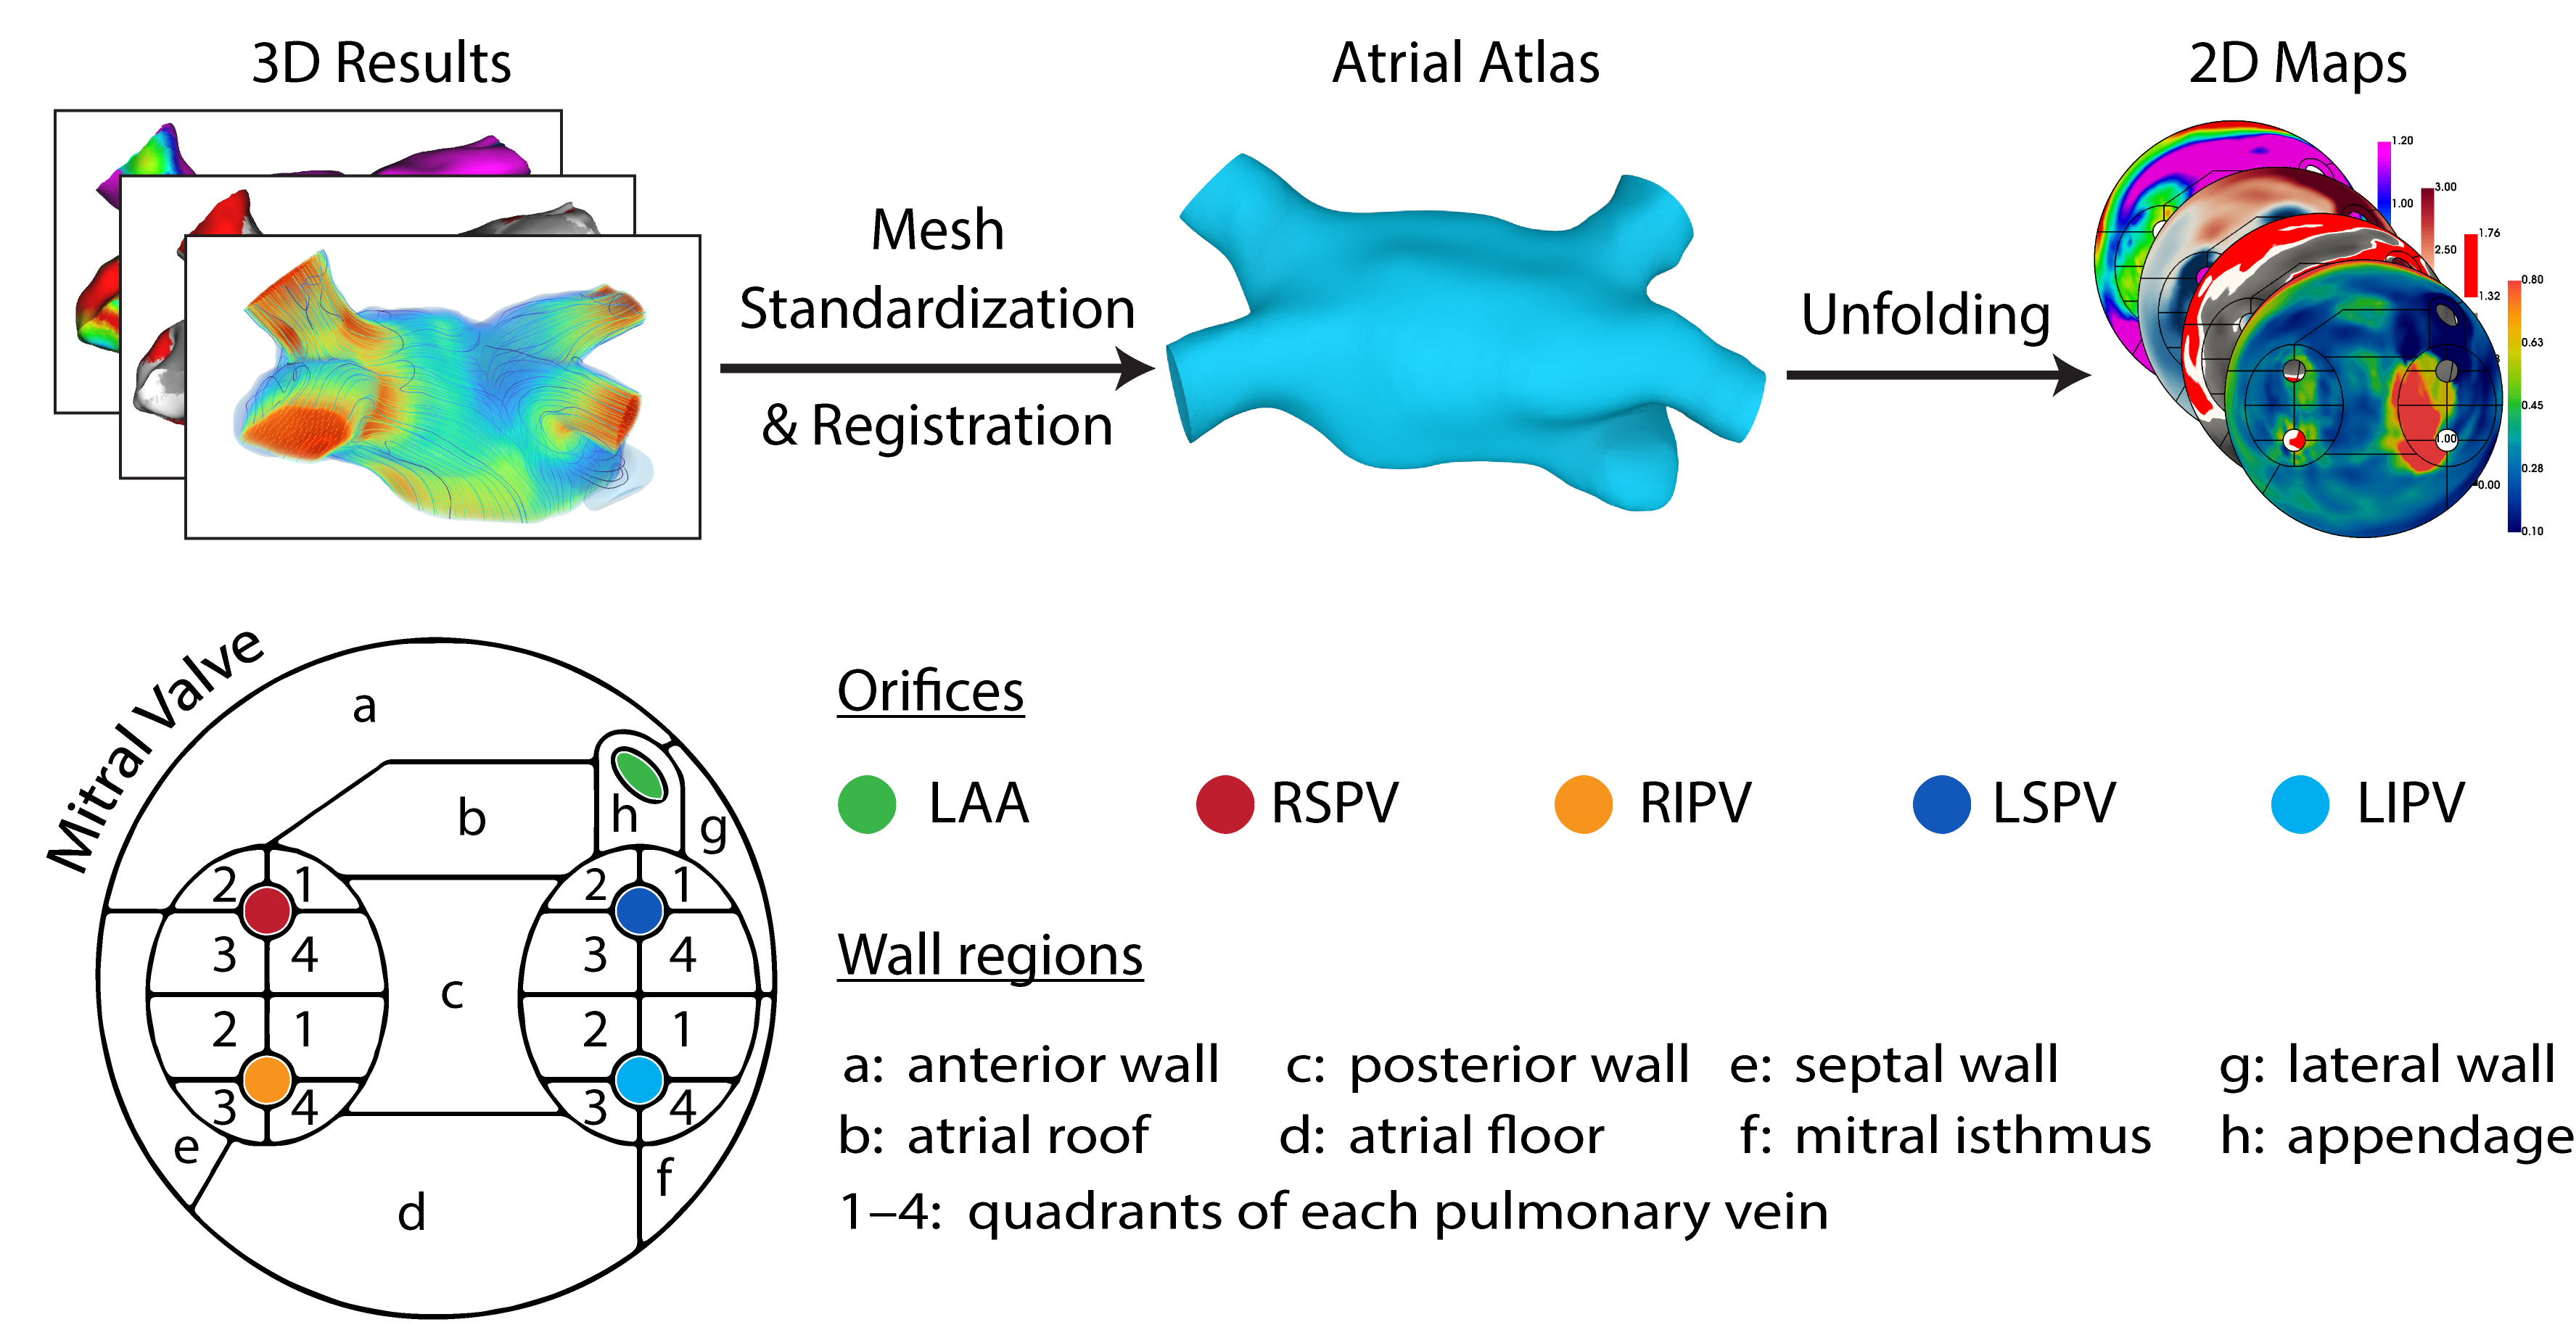 3D Results
Atrial Atlas
2D Maps
Mesh
Standardization
& Registration
Unfolding
1.20
1.00
3.00
2.50
1.76
1.32
0.80
0.63
0.45
0.28
0.10
1.00
0.00
Mitral Valve
a
b
h
g
2 1
2 1
3 4
3 4
c
2 1
2 1
3 4
3 4
e
f
d
Orifices
LAA
RSPV
RIPV
LSPV
LIPV
Wall regions
a: anterior wall
c: posterior wall
e: septal wall
g: lateral wall
b: atrial roof
d: atrial floor
f: mitral isthmus
h: appendage
1–4: quadrants of each pulmonary vein